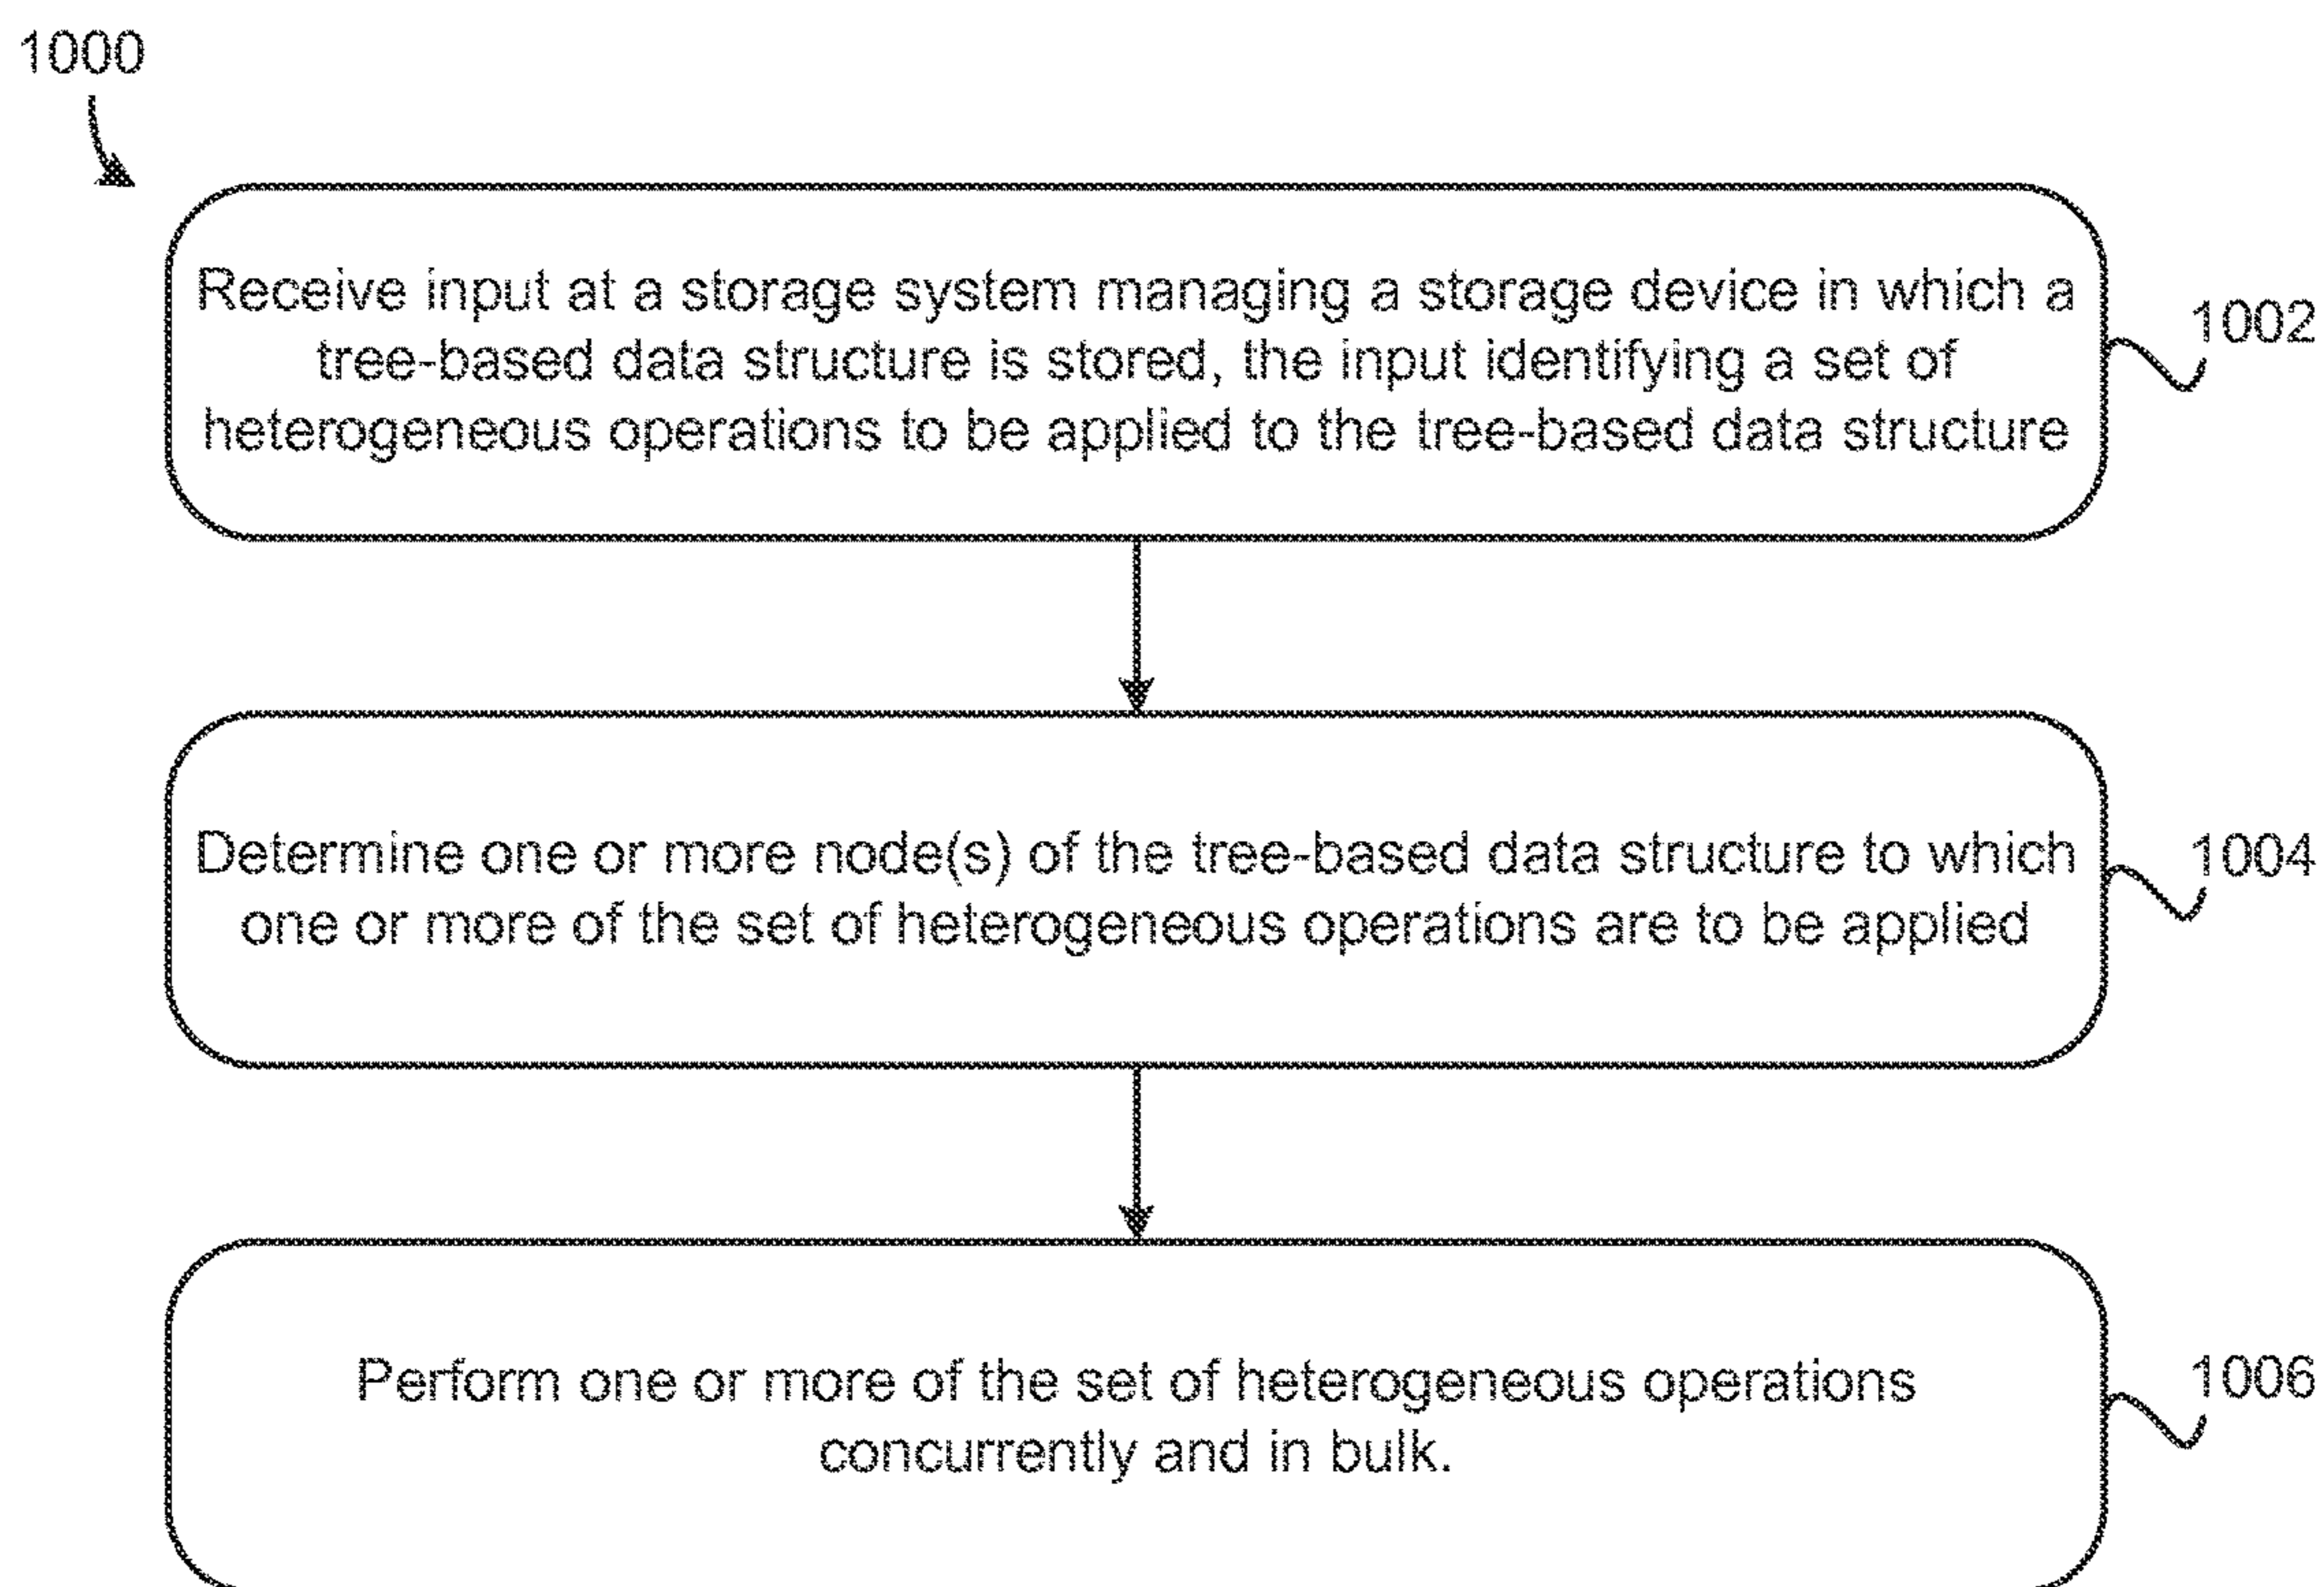 1000
Receive input at a storage system managing a storage device in which a
tree-based data structure is stored, the input identifying a set of
heterogeneous operations to be applied to the tree-based data structure
1002
Determine one or more node(s) of the tree-based data structure to which
one or more of the set of heterogeneous operations are to be applied
1004
Perform one or more of the set of heterogeneous operations
concurrently and in bulk.
1006